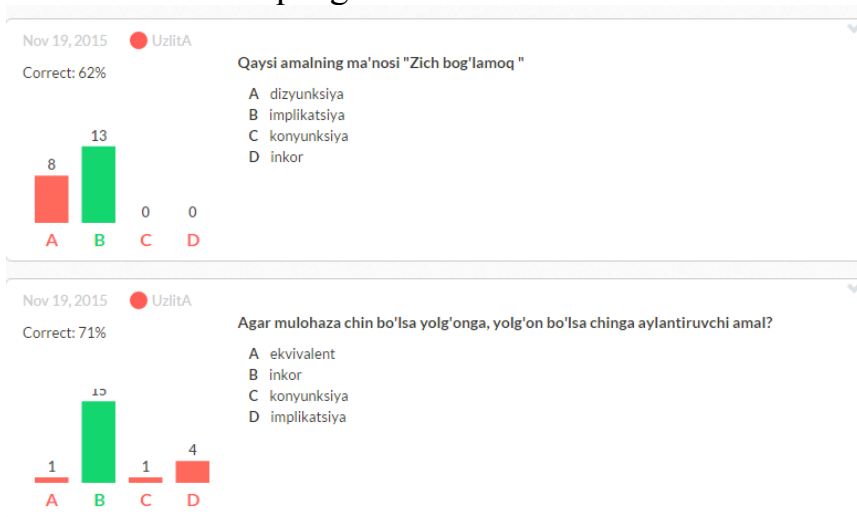 Nov 19, 2015 UzlitA
Correct: 62%
Qaysi amalning ma'nosi "Zich bog'lamoq "
A dizyunksiya
B implikatsiya
C konyunksiya
D inkor
8 13 0 0
A B C D
Nov 19, 2015 UzlitA
Correct: 71%
Agar mulohaza chin bo'lsa yolg'onga, yolg'on bo'lsa chinga aylantiruvchi amal?
A ekvivalent
B inkor
C konyunksiya
D implikatsiya
1 15 1 4
A B C D